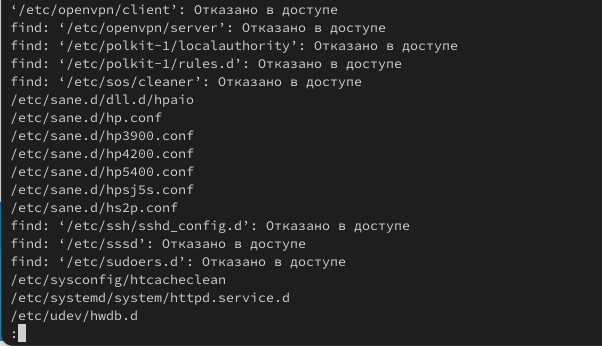 ‘/etc/openvpn/client’: Отказано в доступе
find: ‘/etc/openvpn/server’: Отказано в доступе
find: ‘/etc/polkit-1/localauthority’: Отказано в доступе
find: ‘/etc/polkit-1/rules.d’: Отказано в доступе
find: ‘/etc/sos/cleaner’: Отказано в доступе
/etc/sane.d/dll.d/hpaio
/etc/sane.d/hp.conf
/etc/sane.d/hp3900.conf
/etc/sane.d/hp4200.conf
/etc/sane.d/hp5400.conf
/etc/sane.d/hpsj5s.conf
/etc/sane.d/hs2p.conf
find: ‘/etc/ssh/sshd_config.d’: Отказано в доступе
find: ‘/etc/sssd’: Отказано в доступе
find: ‘/etc/sudoers.d’: Отказано в доступе
/etc/sysconfig/htcacheclean
/etc/systemd/system/httpd.service.d
/etc/udev/hwdb.d
: